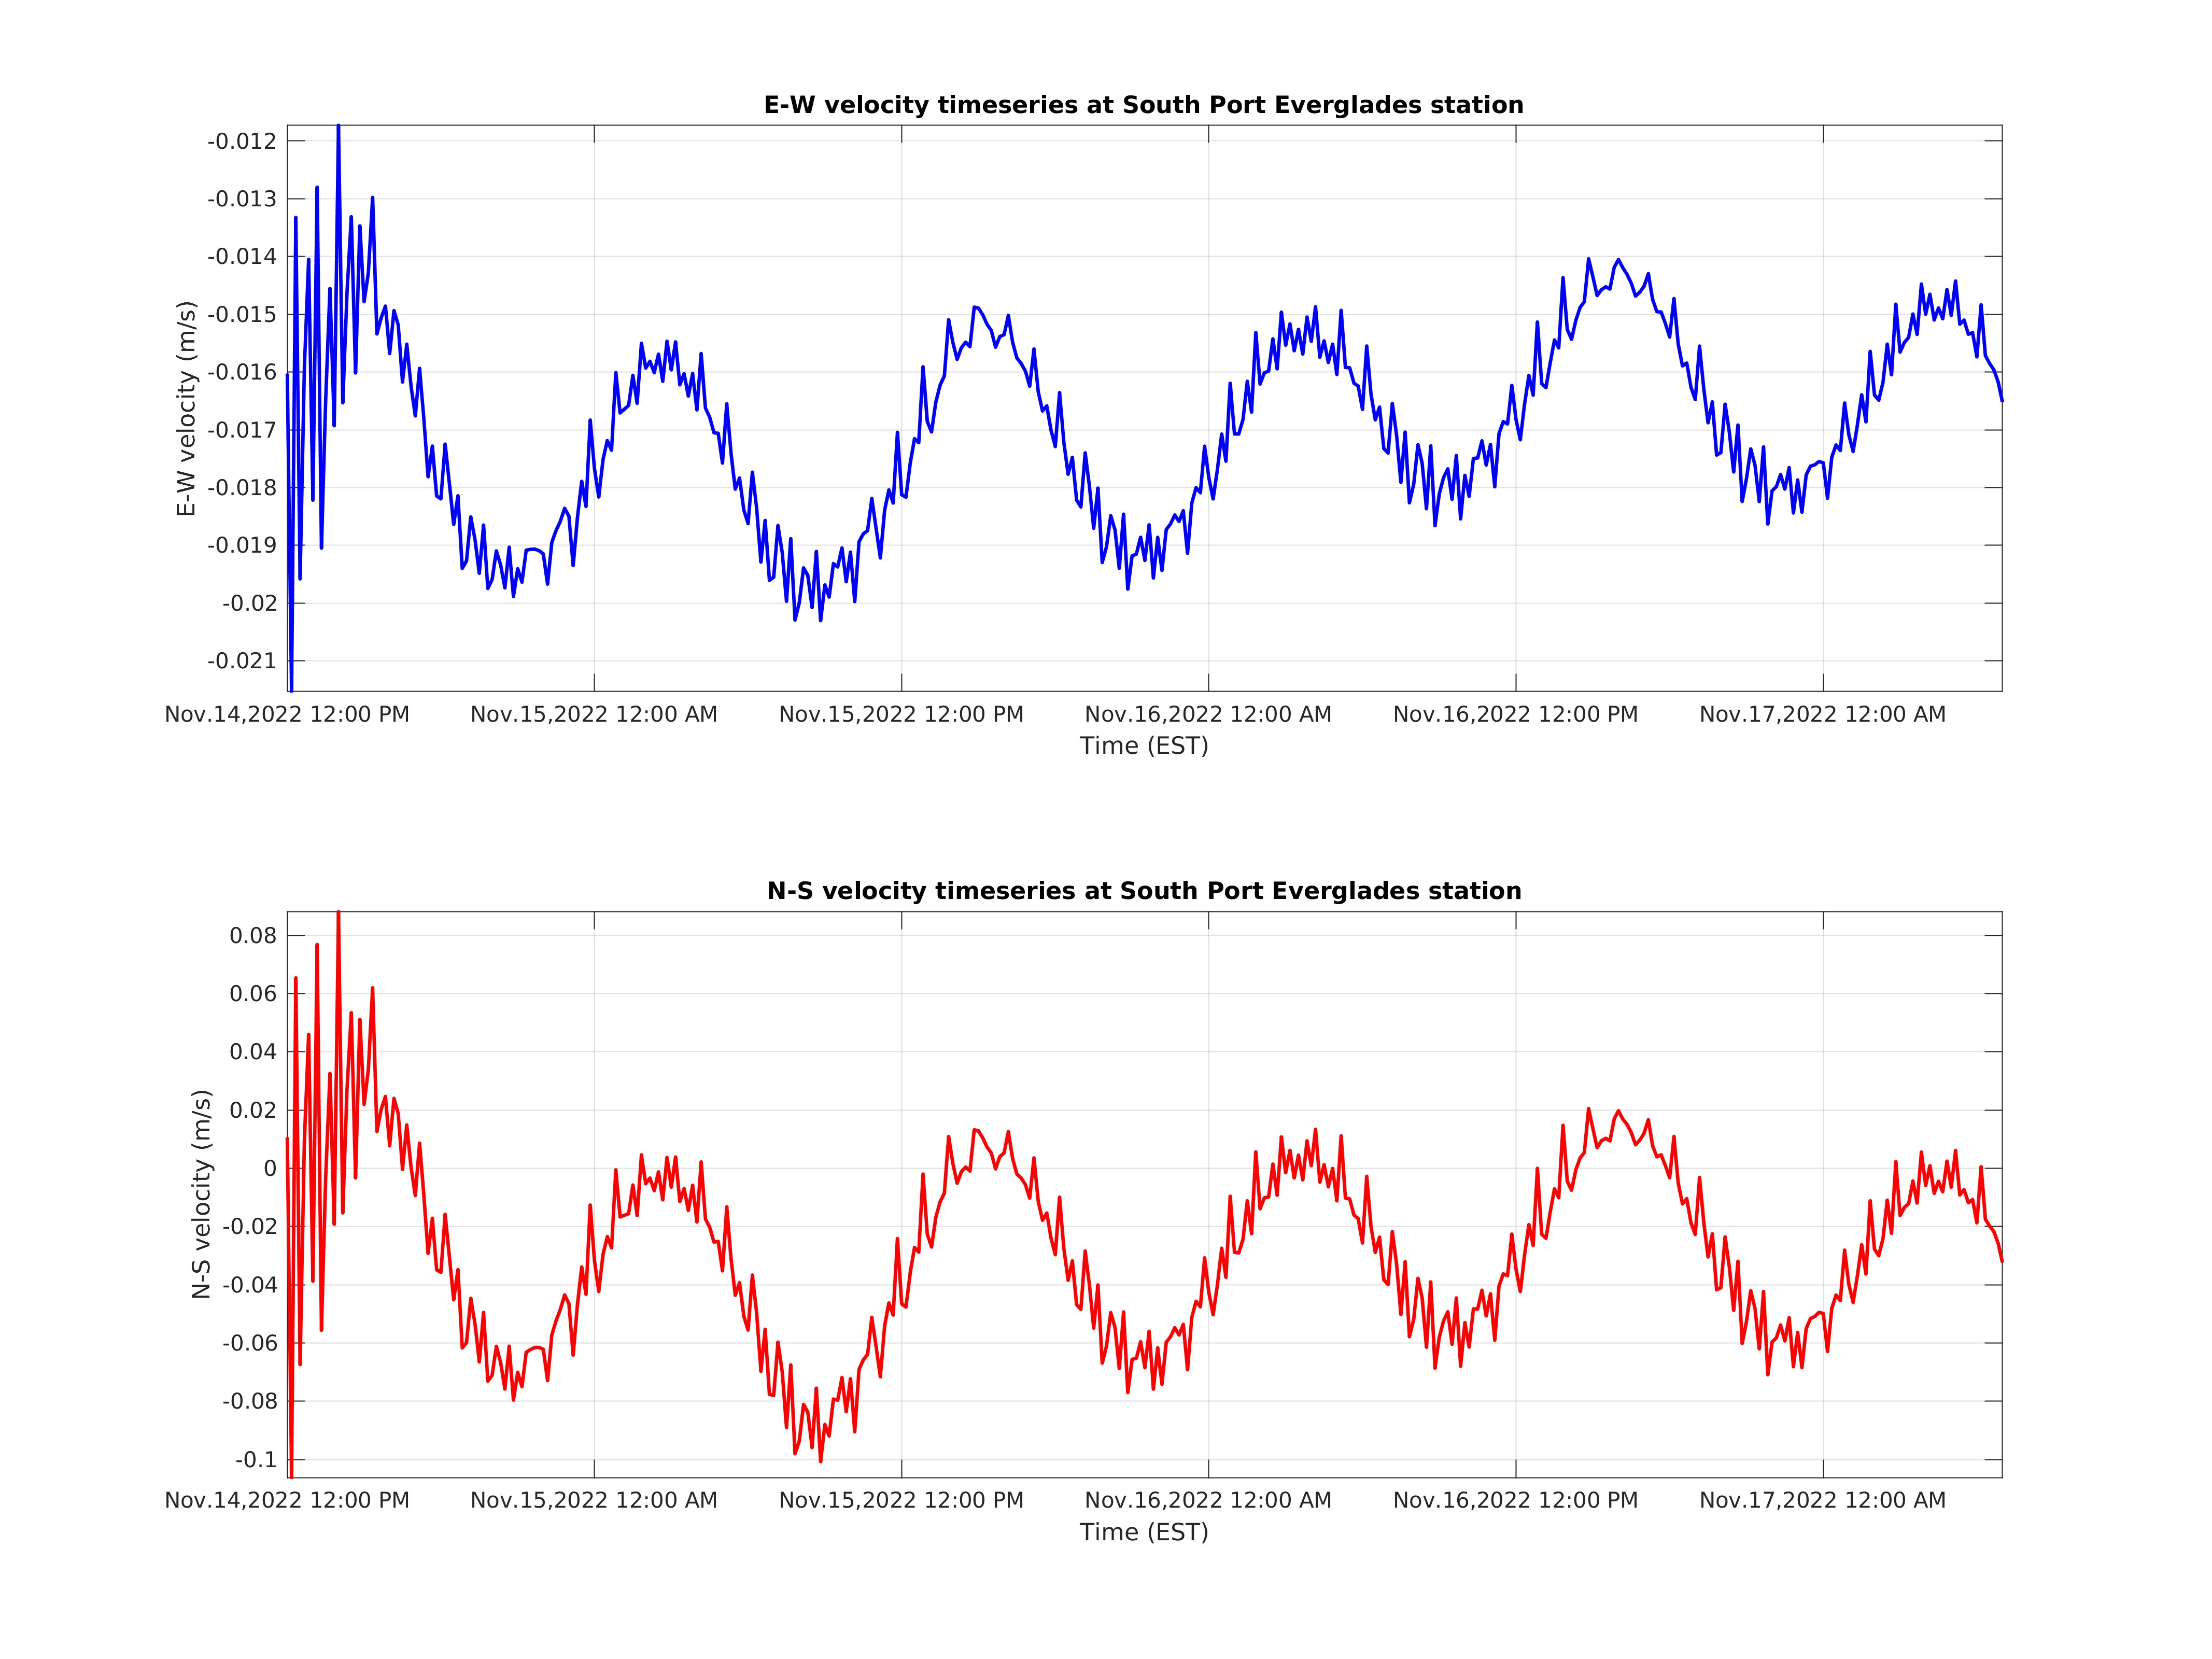 E-W velocity timeseries at South Port Everglades station
-0.012
-0.013
-0.014
-0.015
-0.016
-0.017
-0.018
-0.019
-0.02
-0.021
E-W velocity (m/s)
Nov.14,2022 12:00 PM Nov.15,2022 12:00 AM Nov.15,2022 12:00 PM Nov.16,2022 12:00 AM Nov.16,2022 12:00 PM Nov.17,2022 12:00 AM
Time (EST)
N-S velocity timeseries at South Port Everglades station
0.08
0.06
0.04
0.02
0
-0.02
-0.04
-0.06
-0.08
-0.1
N-S velocity (m/s)
Nov.14,2022 12:00 PM Nov.15,2022 12:00 AM Nov.15,2022 12:00 PM Nov.16,2022 12:00 AM Nov.16,2022 12:00 PM Nov.17,2022 12:00 AM
Time (EST)